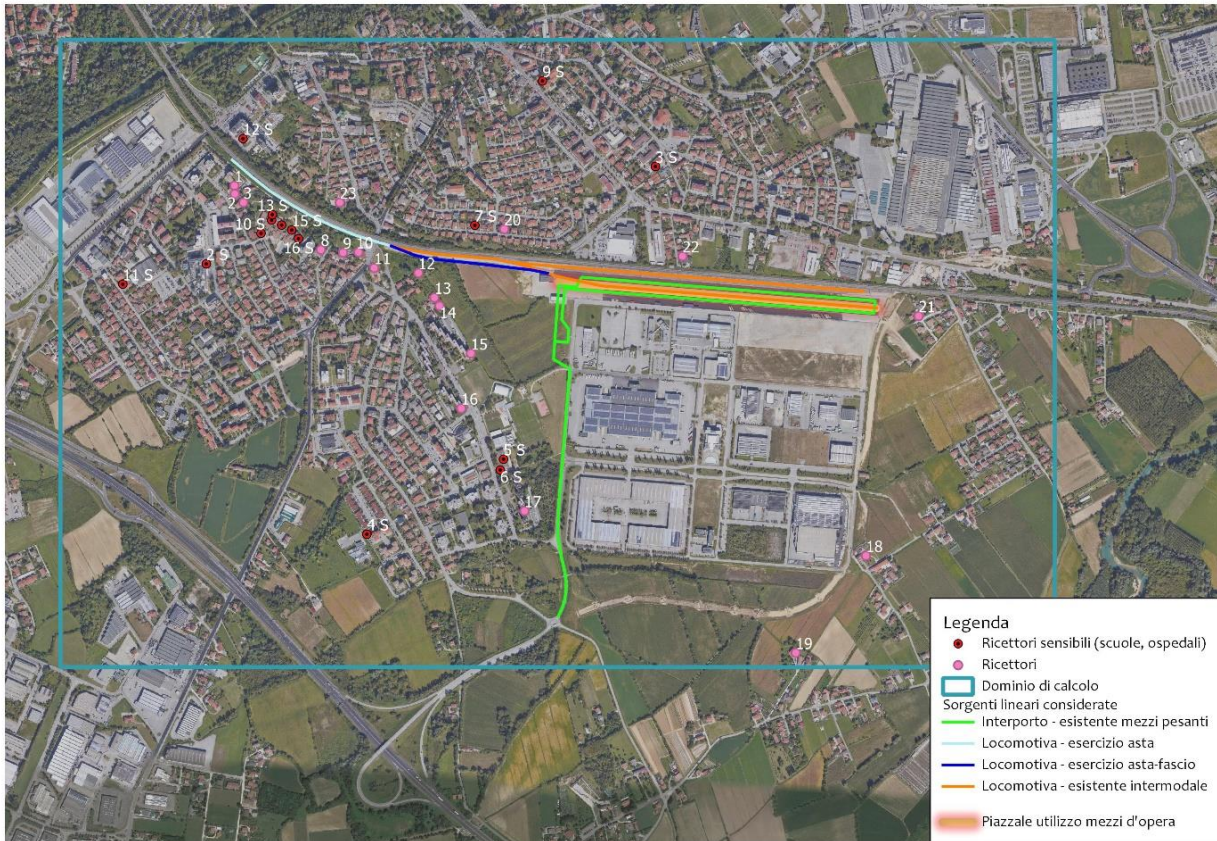 9 S
12 S
3 S
1
3
2
23
13 S
10 S
15 S
16 S
7 S
20
8
9
10
2 S
11
12
22
11 S
13
14
21
15
16
5 S
6 S
17
4 S
18
19
Legenda
Ricettori sensibili (scuole, ospedali)
Ricettori
Dominio di calcolo
Sorgenti lineari considerate
Interporto - esistente mezzi pesanti
Locomotiva - esercizio asta
Locomotiva - esercizio asta-fascio
Locomotiva - esistente intermodale
Piazzale utilizzo mezzi d'opera